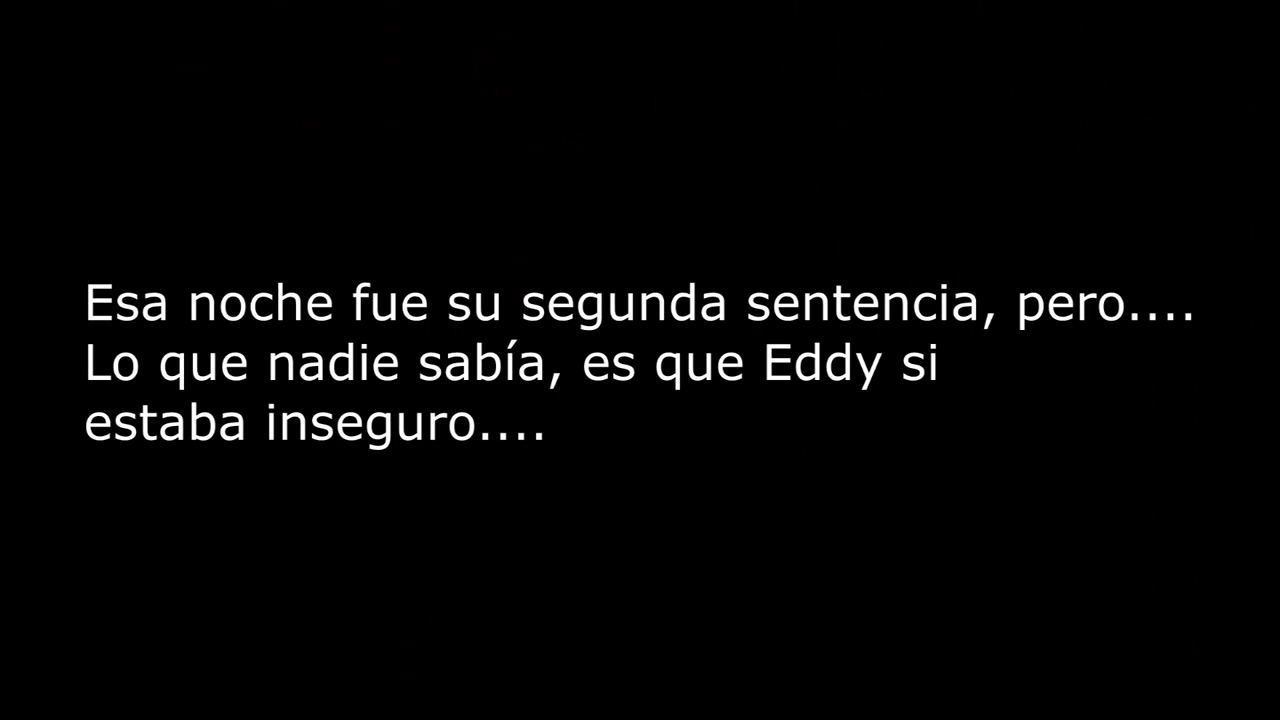 Esa noche fue su segunda sentencia, pero....
Lo que nadie sabía, es que Eddy si
estaba inseguro....